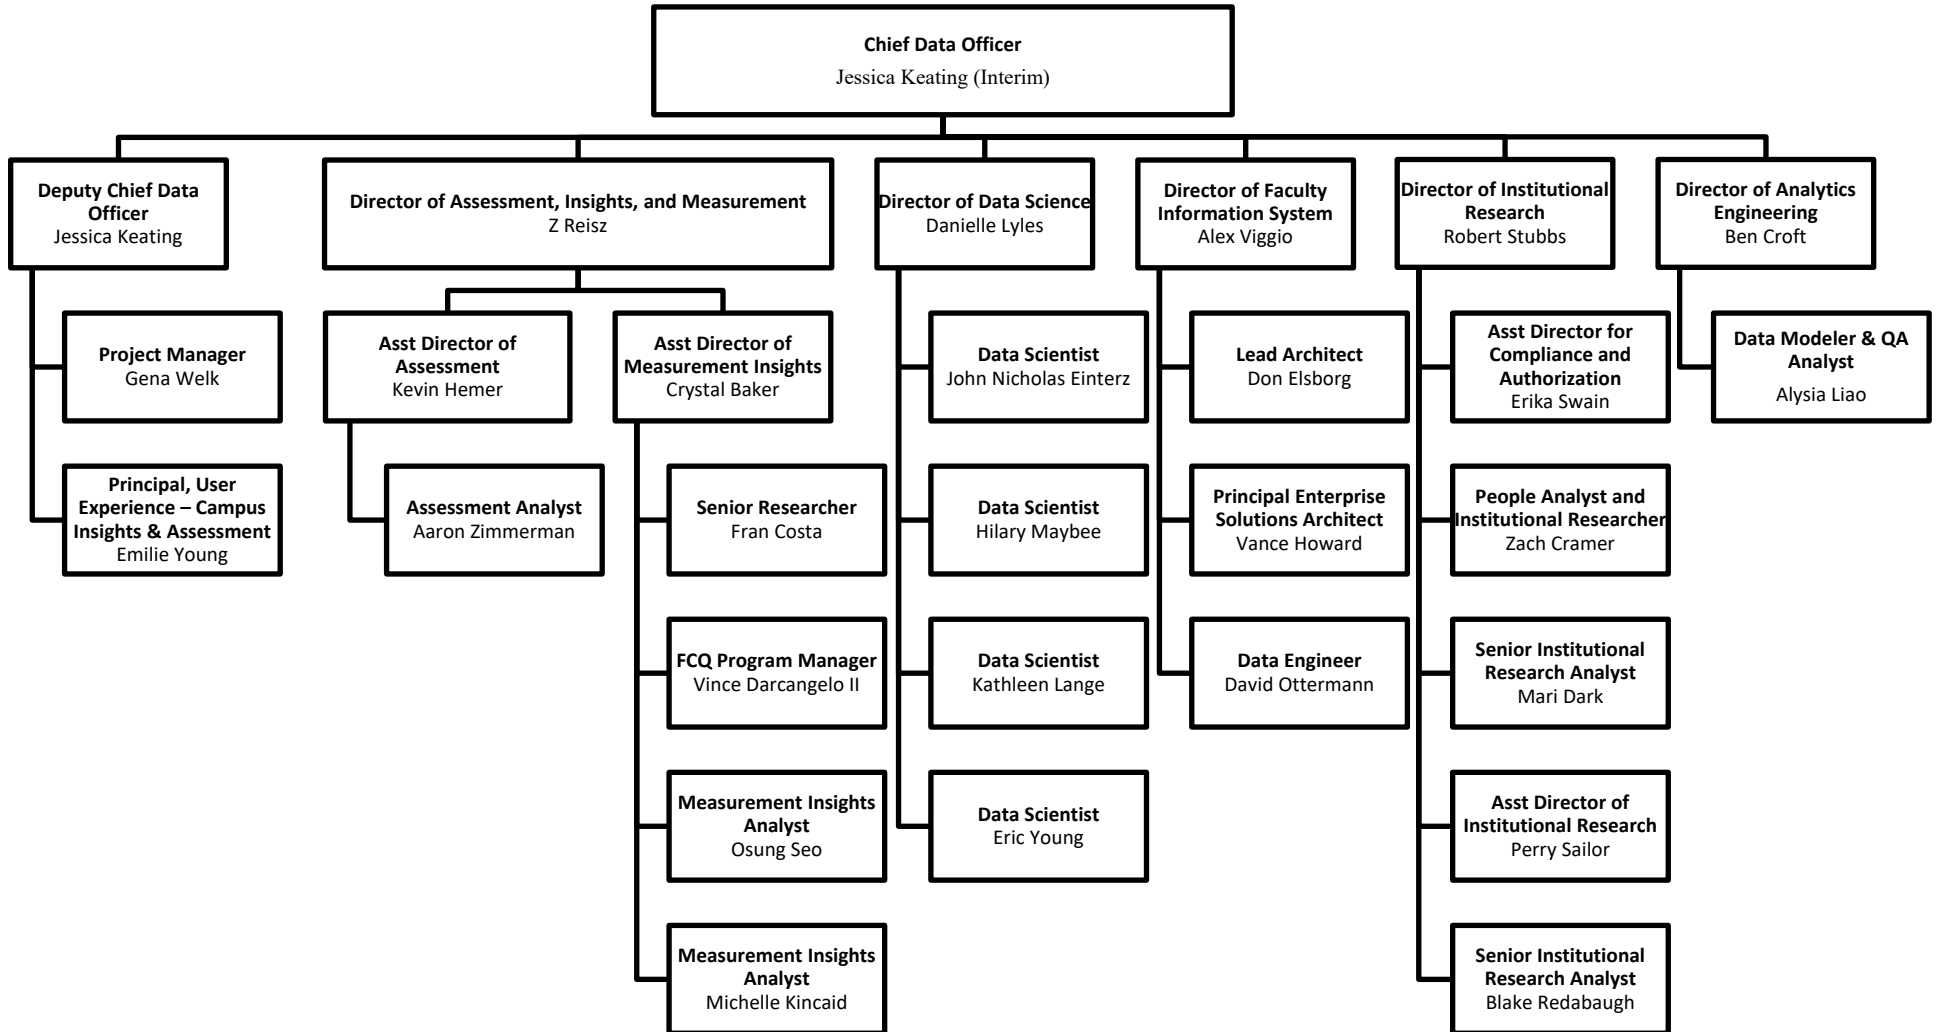 Chief Data Officer
Jessica Keating (Interim)
Deputy Chief Data
Officer
Jessica Keating
Director of Assessment, Insights, and Measurement
Z Reisz
Director of Data Science
Danielle Lyles
Director of Faculty
Information System
Alex Viggio
Director of Institutional
Research
Robert Stubbs
Director of Analytics
Engineering
Ben Croft
Project Manager
Gena Welk
Asst Director of
Assessment
Kevin Hemer
Asst Director of
Measurement Insights
Crystal Baker
Data Scientist
John Nicholas Einterz
Lead Architect
Don Elsborg
Asst Director for
Compliance and
Authorization
Erika Swain
Data Modeler & QA
Analyst
Alysia Liao
Principal, User
Experience – Campus
Insights & Assessment
Emilie Young
Assessment Analyst
Aaron Zimmerman
Senior Researcher
Fran Costa
Data Scientist
Hilary Maybee
Principal Enterprise
Solutions Architect
Vance Howard
People Analyst and
Institutional Researcher
Zach Cramer
FCQ Program Manager
Vince Darcangelo II
Data Scientist
Kathleen Lange
Data Engineer
David Ottermann
Senior Institutional
Research Analyst
Mari Dark
Measurement Insights
Analyst
Osung Seo
Data Scientist
Eric Young
Asst Director of
Institutional Research
Perry Sailor
Measurement Insights
Analyst
Michelle Kincaid
Senior Institutional
Research Analyst
Blake Redabaugh